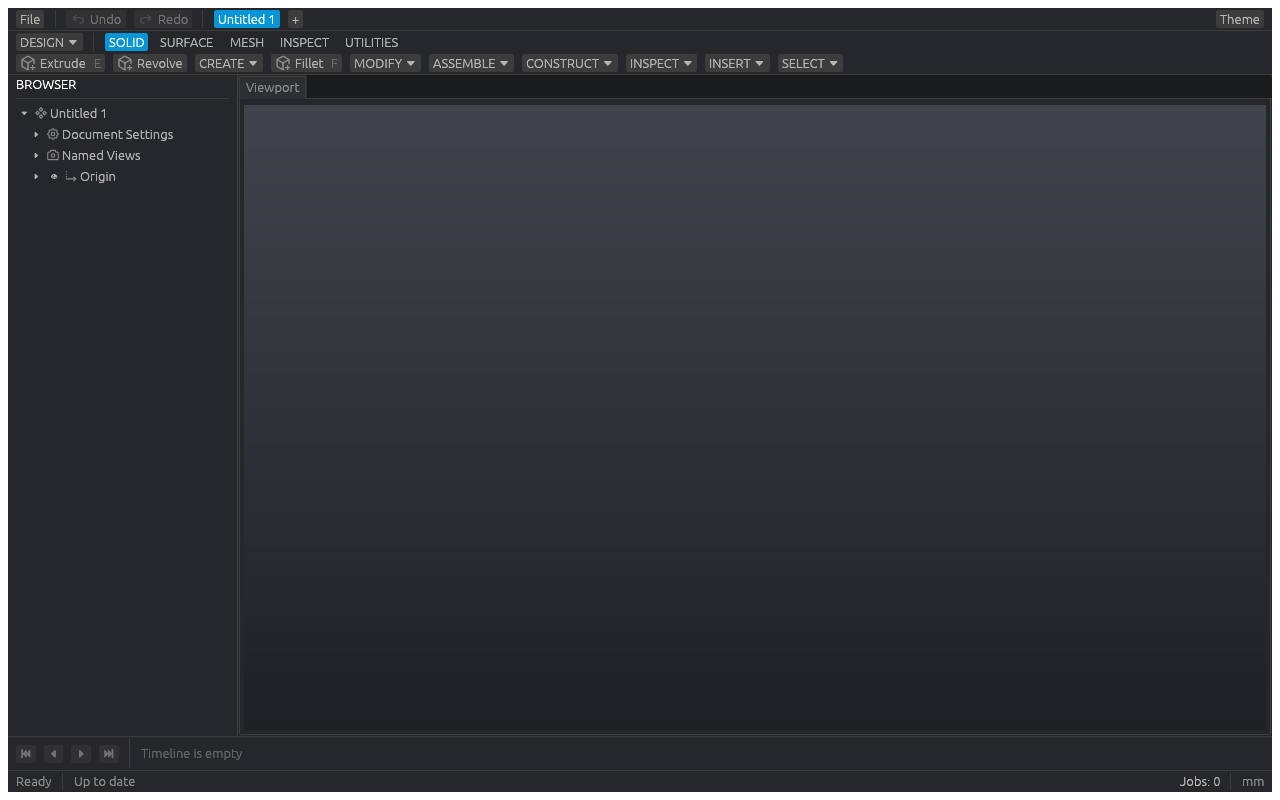 File Undo Redo Untitled 1 + Theme
DESIGN SOLID SURFACE MESH INSPECT UTILITIES
Extrude E Revolve CREATE Fillet F MODIFY ASSEMBLE CONSTRUCT INSPECT INSERT SELECT
BROWSER
Viewport
Untitled 1
Document Settings
Named Views
Origin
Timeline is empty
Ready Up to date Jobs: 0 mm